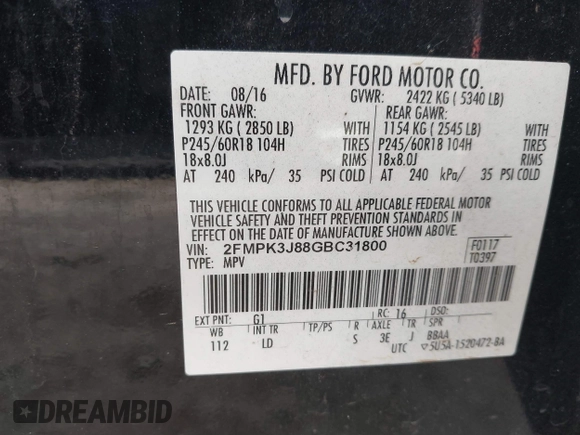 MFD. BY FORD MOTOR CO.
DATE: 08/16 GVWR: 2422 KG ( 5340 LB)
FRONT GAWR: REAR GAWR:
1293 KG ( 2850 LB) WITH 1154 KG ( 2545 LB) WITH
P245/60R18 104H TIRES P245/60R18 104H TIRES
18x8.0J RIMS 18x8.0J RIMS
AT 240 kPa/ 35 PSI COLD AT 240 kPa/ 35 PSI COLD
THIS VEHICLE CONFORMS TO ALL APPLICABLE FEDERAL MOTOR
VEHICLE SAFETY AND THEFT PREVENTION STANDARDS IN
EFFECT ON THE DATE OF MANUFACTURE SHOWN ABOVE.
VIN: 2FMPK3J88GBC31800 F0117
TYPE: MPV T0397
EXT PNT: G1 RC: 16 DSO:
WB INT TR TP/PS R AXLE TR SPR
112 LD S 3E J BBAA
UTC ▽5U5A-1520472-BA
DREAMBID